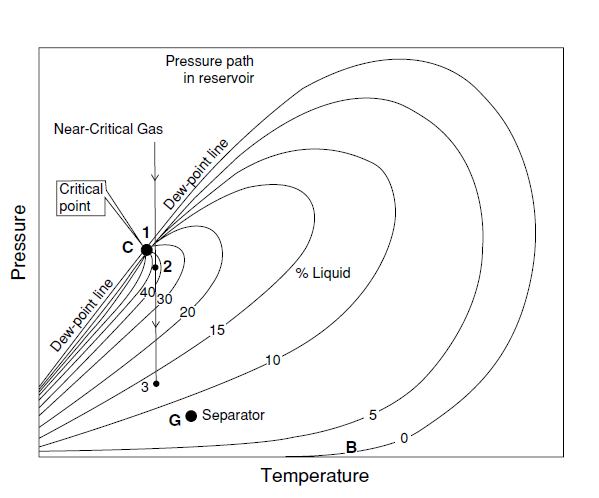 Pressure path
in reservoir
Near-Critical Gas
Dew-point line
Critical
point
1
C
2
% Liquid
Dew-point line
40
30
20
15
10
3
G
Separator
5
0
B
Pressure
Temperature